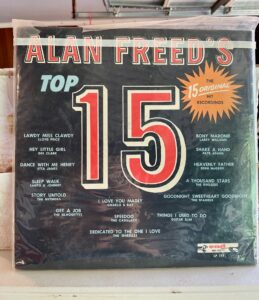 ALAN FREED'S
TOP
15
THE
15 ORIGINAL
HIT
RECORDINGS
LAWDY MISS CLAWDY
LLOYD PRICE
HEY LITTLE GIRL
DEE CLARK
DANCE WITH ME HENRY
ETTA JAMES
SLEEP WALK
SANTO & JOHNNY
STORY UNTOLD
THE NUTMEGS
GET A JOB
THE SILHOUETTES
I LOVE YOU MADLY
CHARLIE & RAY
SPEEDOO
THE CADILLACS
DEDICATED TO THE ONE I LOVE
THE SHIRELLES
BONY MARONIE
LARRY WILLIAMS
SHAKE A HAND
FAYE ADAMS
HEAVENLY FATHER
EDNA McGRIFF
A THOUSAND STARS
THE RIVILEERS
GOODNIGHT SWEETHEART GOODNIGHT
THE SPANIELS
THINGS I USED TO DO
GUITAR SLIM
end